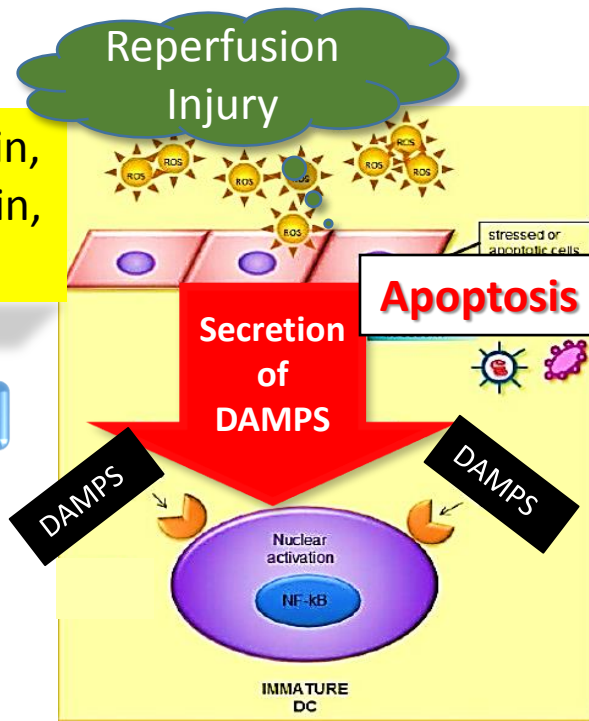 Reperfusion
Injury
in,
in,
ROS ROS ROS ROS ROS ROS ROS
ROS
stressed or
apoptotic cells
Apoptosis
Secretion
of
DAMPS
DAMPS
DAMPS
Nuclear
activation
NF-kB
IMMATURE
DC